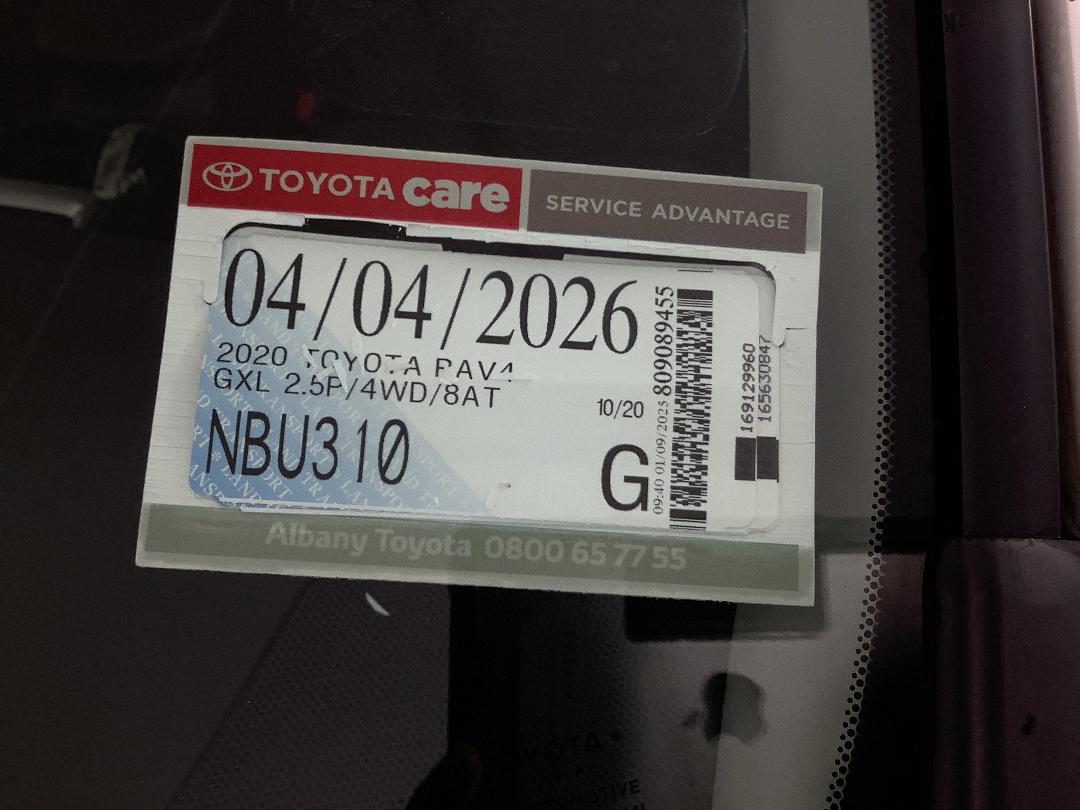 TOYOTA care SERVICE ADVANTAGE
04/04/2026
2020 TOYOTA RAV4
GXL 2.5P/4WD/8AT
10/20
NBU310
G
09:40 01/09/2025 809089455
169129960
165630847
Albany Toyota 0800 65 77 55